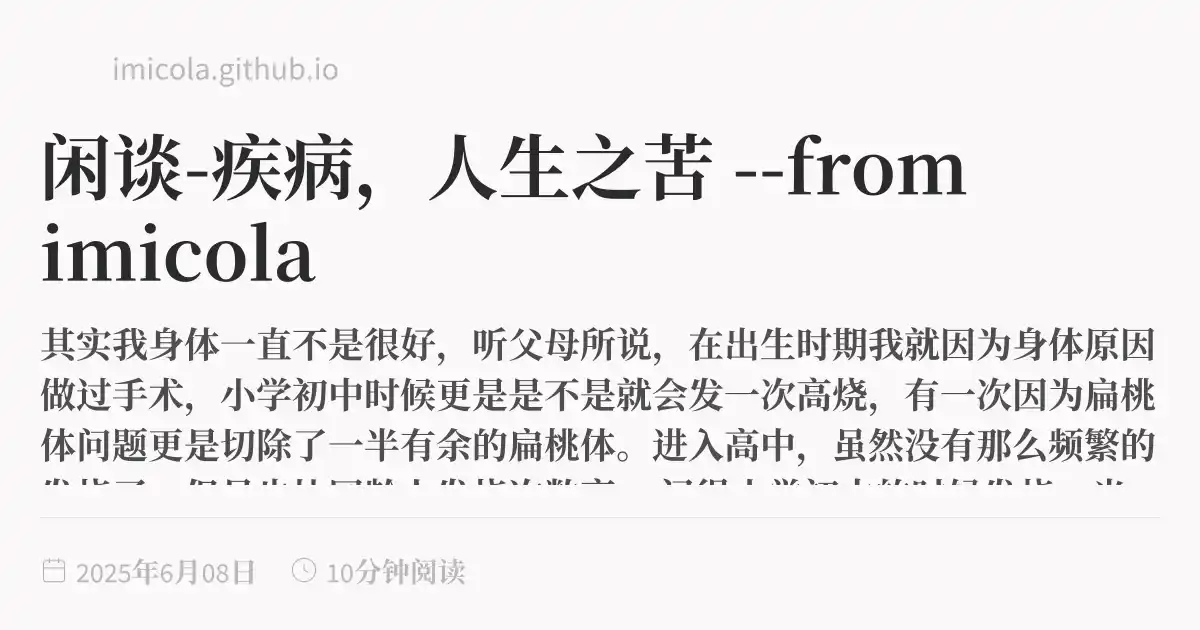 imicola.github.io
闲谈-疾病，人生之苦 --from
imicola
其实我身体一直不是很好，听父母所说，在出生时期我就因为身体原因
做过手术，小学初中时候更是是不是就会发一次高烧，有一次因为扁桃
体问题更是切除了一半有余的扁桃体。进入高中，虽然没有那么频繁的
2025年6月08日
10分钟阅读